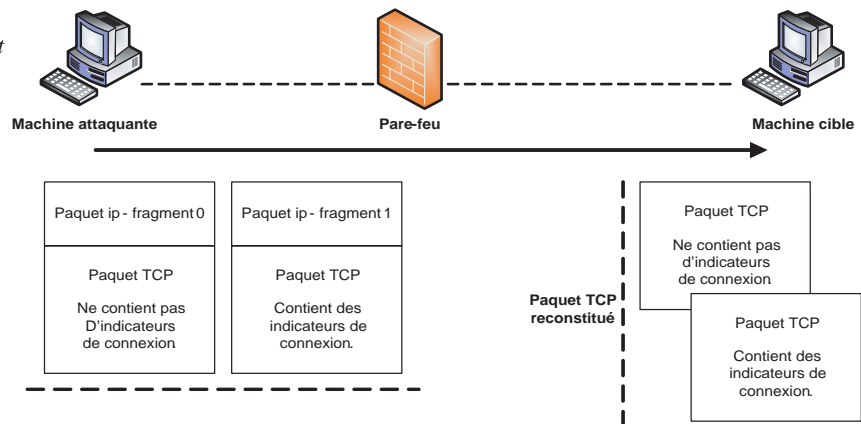 t
Machine attaquante
Pare-feu
Machine cible
Paquet ip - fragment 0
Paquet TCP
Ne contient pas
D'indicateurs
de connexion
Paquet ip - fragment 1
Paquet TCP
Contient des
indicateurs de
connexion.
Paquet TCP
reconstitué
Paquet TCP
Ne contient pas
d'indicateurs
de connexion
Paquet TCP
Contient des
indicateurs de
connexion.